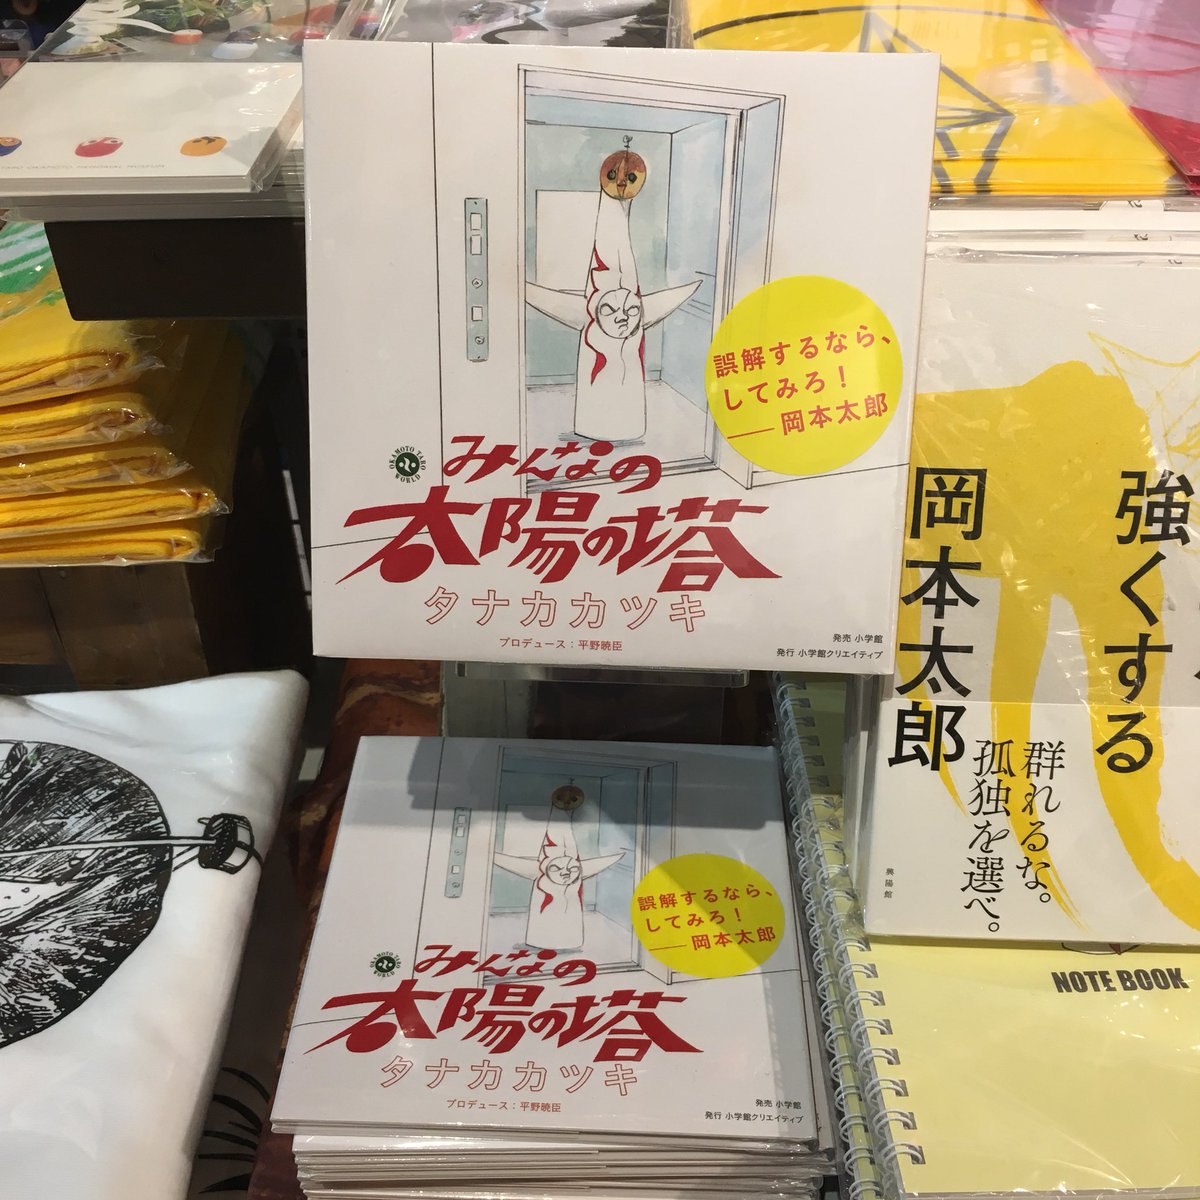 誤解するなら、
してみろ！
── 岡本太郎
OKAMOTO TARO
WORLD
みんなの
太陽の塔
タナカカツキ
プロデュース：平野暁臣
発売 小学館
発行 小学館クリエイティブ
強くする
岡本太郎
群れるな。
孤独を選べ。
興陽館
NOTE BOOK
誤解するなら、
してみろ！
── 岡本太郎
OKAMOTO TARO
WORLD
みんなの
太陽の塔
タナカカツキ
プロデュース：平野暁臣
発売 小学館
発行 小学館クリエイティブ